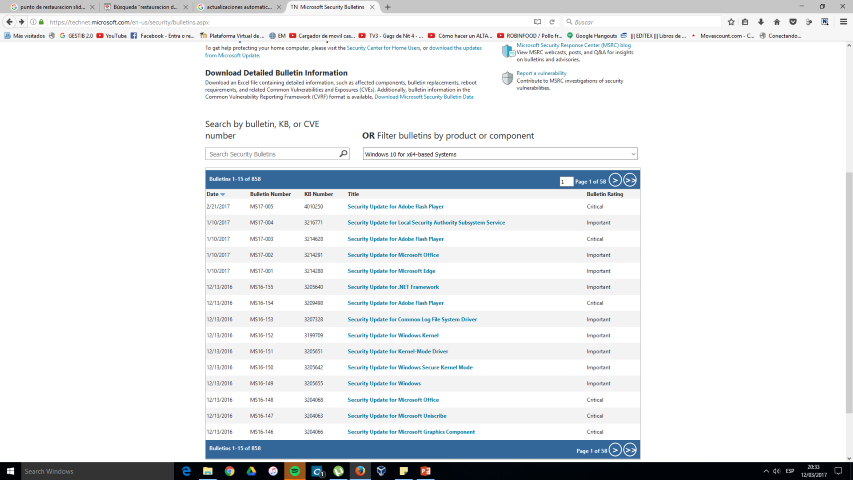 punto de restauracion slid...
Búsqueda "restauracion d...
actualizaciones automatic...
TN Microsoft Security Bulletins
https://technet.microsoft.com/en-us/security/bulletins.aspx
Buscar
Más visitados
G
GESTIB 2.0
YouTube
Facebook - Entra o re...
Yoigo Páginas Virtual d...
EM
Cargador de movil cas...
TV3 - Gags de Nit 4 - ...
Cómo hacer un ALTA...
ROBINFOOD / Pollo fr...
Google Hangouts
||| EDITEX ||| Libros de ...
Movescount.com - C...
Conectando...
To get help protecting your home computer, please visit the Security Center for Home Users, or download the updates
from Microsoft Update.
Microsoft Security Response Center (MSRC) blog
View MSRC webcasts, posts, and Q&A for insights
on bulletins and advisories.
Download Detailed Bulletin Information
Report a vulnerability
Contribute to MSRC investigations of security
vulnerabilities.
Download an Excel file containing detailed information, such as affected components, bulletin replacements, reboot
requirements, and related Common Vulnerabilities and Exposures (CVEs). Additionally, bulletin information in the
Common Vulnerability Reporting Framework (CVRF) format is available. Download Microsoft Security Bulletin Data
Search by bulletin, KB, or CVE
number
OR Filter bulletins by product or component
Search Security Bulletins
Windows 10 for x64-based Systems
Bulletins 1-15 of 858
1 Page 1 of 58 > >>
Date Bulletin Number KB Number Title Bulletin Rating
2/21/2017 MS17-005 4010250 Security Update for Adobe Flash Player Critical
1/10/2017 MS17-004 3216771 Security Update for Local Security Authority Subsystem Service Important
1/10/2017 MS17-003 3214628 Security Update for Adobe Flash Player Critical
1/10/2017 MS17-002 3214291 Security Update for Microsoft Office Important
1/10/2017 MS17-001 3214288 Security Update for Microsoft Edge Important
12/13/2016 MS16-155 3205640 Security Update for .NET Framework Important
12/13/2016 MS16-154 3209498 Security Update for Adobe Flash Player Critical
12/13/2016 MS16-153 3207328 Security Update for Common Log File System Driver Important
12/13/2016 MS16-152 3199709 Security Update for Windows Kernel Important
12/13/2016 MS16-151 3205651 Security Update for Kernel-Mode Driver Important
12/13/2016 MS16-150 3205642 Security Update for Windows Secure Kernel Mode Important
12/13/2016 MS16-149 3205655 Security Update for Windows Important
12/13/2016 MS16-148 3204068 Security Update for Microsoft Office Critical
12/13/2016 MS16-147 3204063 Security Update for Microsoft Uniscribe Critical
12/13/2016 MS16-146 3204066 Security Update for Microsoft Graphics Component Critical
Bulletins 1-15 of 858
Page 1 of 58 > >>
Search Windows
ESP
20:33
12/03/2017